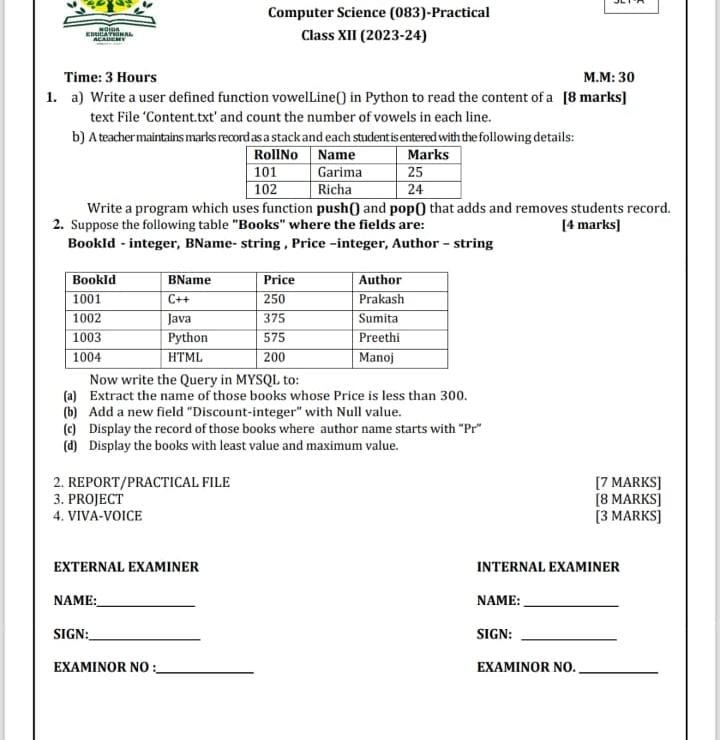 NOIDA
EDUCATIONAL
ACADEMY
Computer Science (083)-Practical
Class XII (2023-24)
Time: 3 Hours M.M: 30
1. a) Write a user defined function vowelLine() in Python to read the content of a [8 marks]
text File 'Content.txt' and count the number of vowels in each line.
b) A teacher maintains marks record as a stack and each student is entered with the following details:
RollNo Name Marks
101 Garima 25
102 Richa 24
Write a program which uses function push() and pop() that adds and removes students record.
2. Suppose the following table "Books" where the fields are: [4 marks]
BookId - integer, BName- string , Price –integer, Author – string
BookId BName Price Author
1001 C++ 250 Prakash
1002 Java 375 Sumita
1003 Python 575 Preethi
1004 HTML 200 Manoj
Now write the Query in MYSQL to:
(a) Extract the name of those books whose Price is less than 300.
(b) Add a new field "Discount-integer" with Null value.
(c) Display the record of those books where author name starts with "Pr"
(d) Display the books with least value and maximum value.
2. REPORT/PRACTICAL FILE [7 MARKS]
3. PROJECT [8 MARKS]
4. VIVA-VOICE [3 MARKS]
EXTERNAL EXAMINER INTERNAL EXAMINER
NAME: NAME:
SIGN: SIGN:
EXAMINOR NO : EXAMINOR NO.